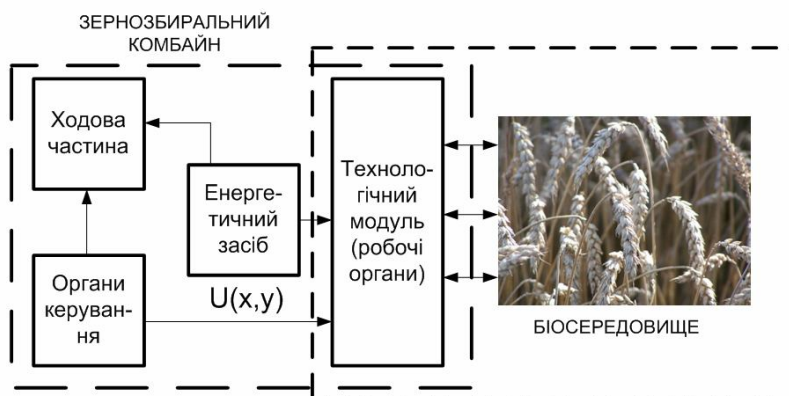 ЗЕРНОЗБИРАЛЬНИЙ
КОМБАЙН
Ходова
частина
Енерге-
тичний
засіб
Органи
керуван-
ня
U(x,y)
Техноло-
гічний
модуль
(робочі
органи)
БІОСЕРЕДОВИЩЕ